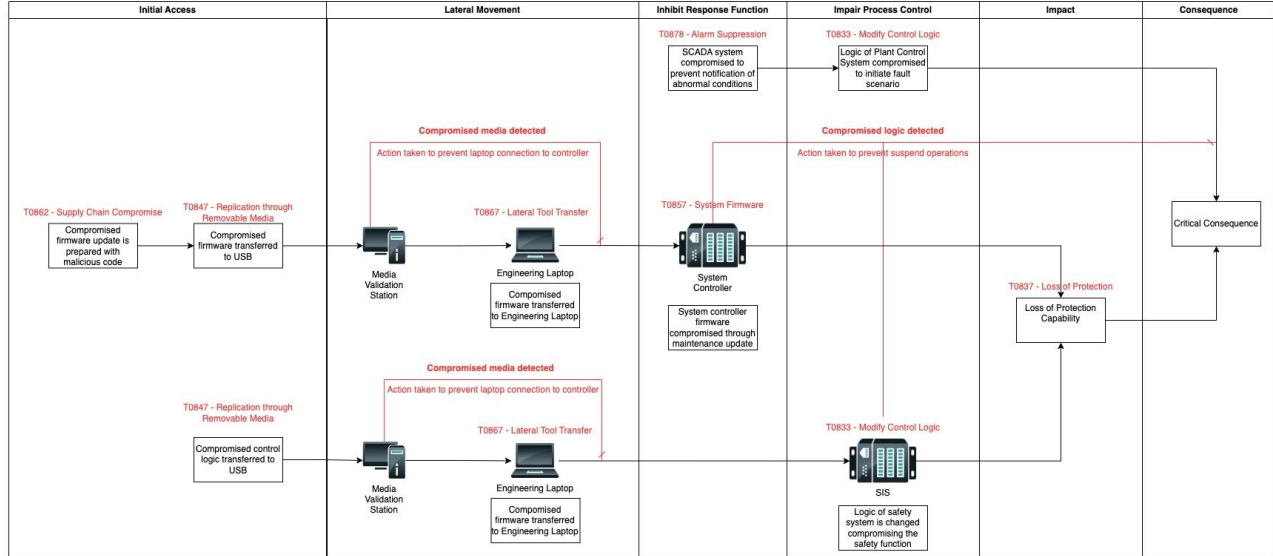 Initial Access
Lateral Movement
Inhibit Response Function
Impair Process Control
Impact
Consequence
T0878 - Alarm Suppression
SCADA system
compromised to
prevent notification of
abnormal conditions
T0833 - Modify Control Logic
Logic of Plant Control
System compromised
to initiate fault
scenario
Compromised media detected
Action taken to prevent laptop connection to controller
Compromised logic detected
Action taken to prevent suspend operations
T0862 - Supply Chain Compromise
Compromised
firmware update is
prepared with
malicious code
T0847 - Replication through
Removable Media
Compromised
firmware transferred
to USB
Media
Validation
Station
T0867 - Lateral Tool Transfer
Engineering Laptop
Compomised
firmware transferred
to Engineering Laptop
T0857 - System Firmware
System
Controller
System controller
firmware
compromised through
maintenance update
T0837 - Loss of Protection
Loss of Protection
Capability
Critical Consequence
Compromised media detected
Action taken to prevent laptop connection to controller
T0847 - Replication through
Removable Media
Compromised control
logic transferred to
USB
Media
Validation
Station
T0867 - Lateral Tool Transfer
Engineering Laptop
Compomised
firmware transferred
to Engineering Laptop
T0833 - Modify Control Logic
SIS
Logic of safety
system is changed
compromising the
safety function